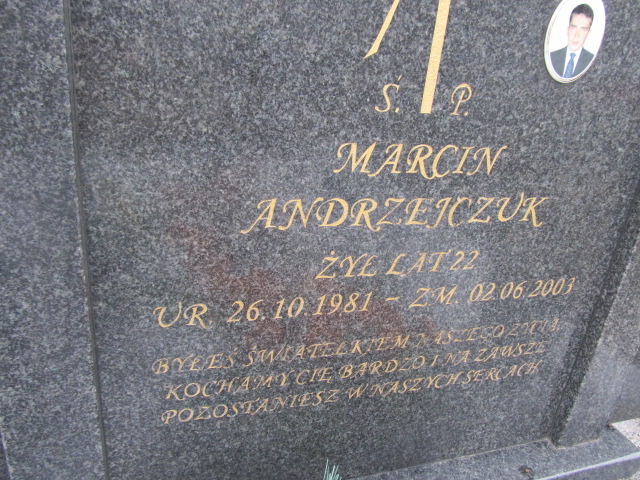 Ś. P.
MARCIN
ANDRZEJCZUK
ŻYŁ LAT 22
UR. 26.10.1981 - ZM. 02.06.2003
BYŁEŚ ŚWIATEŁKIEM NASZEGO ŻYCIA,
KOCHAMY CIĘ BARDZO I NA ZAWSZE
POZOSTANIESZ W NASZYCH SERCACH.